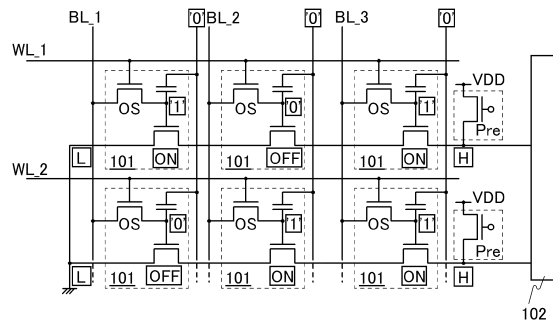 BL_1 '0' BL_2 '0' BL_3 '0'
WL_1
VDD
OS '1' OS '0' OS '1'
Pre
L 101 ON 101 OFF 101 ON H
WL_2
VDD
OS '0' OS '1' OS '1'
Pre
L 101 OFF 101 ON 101 ON H
102